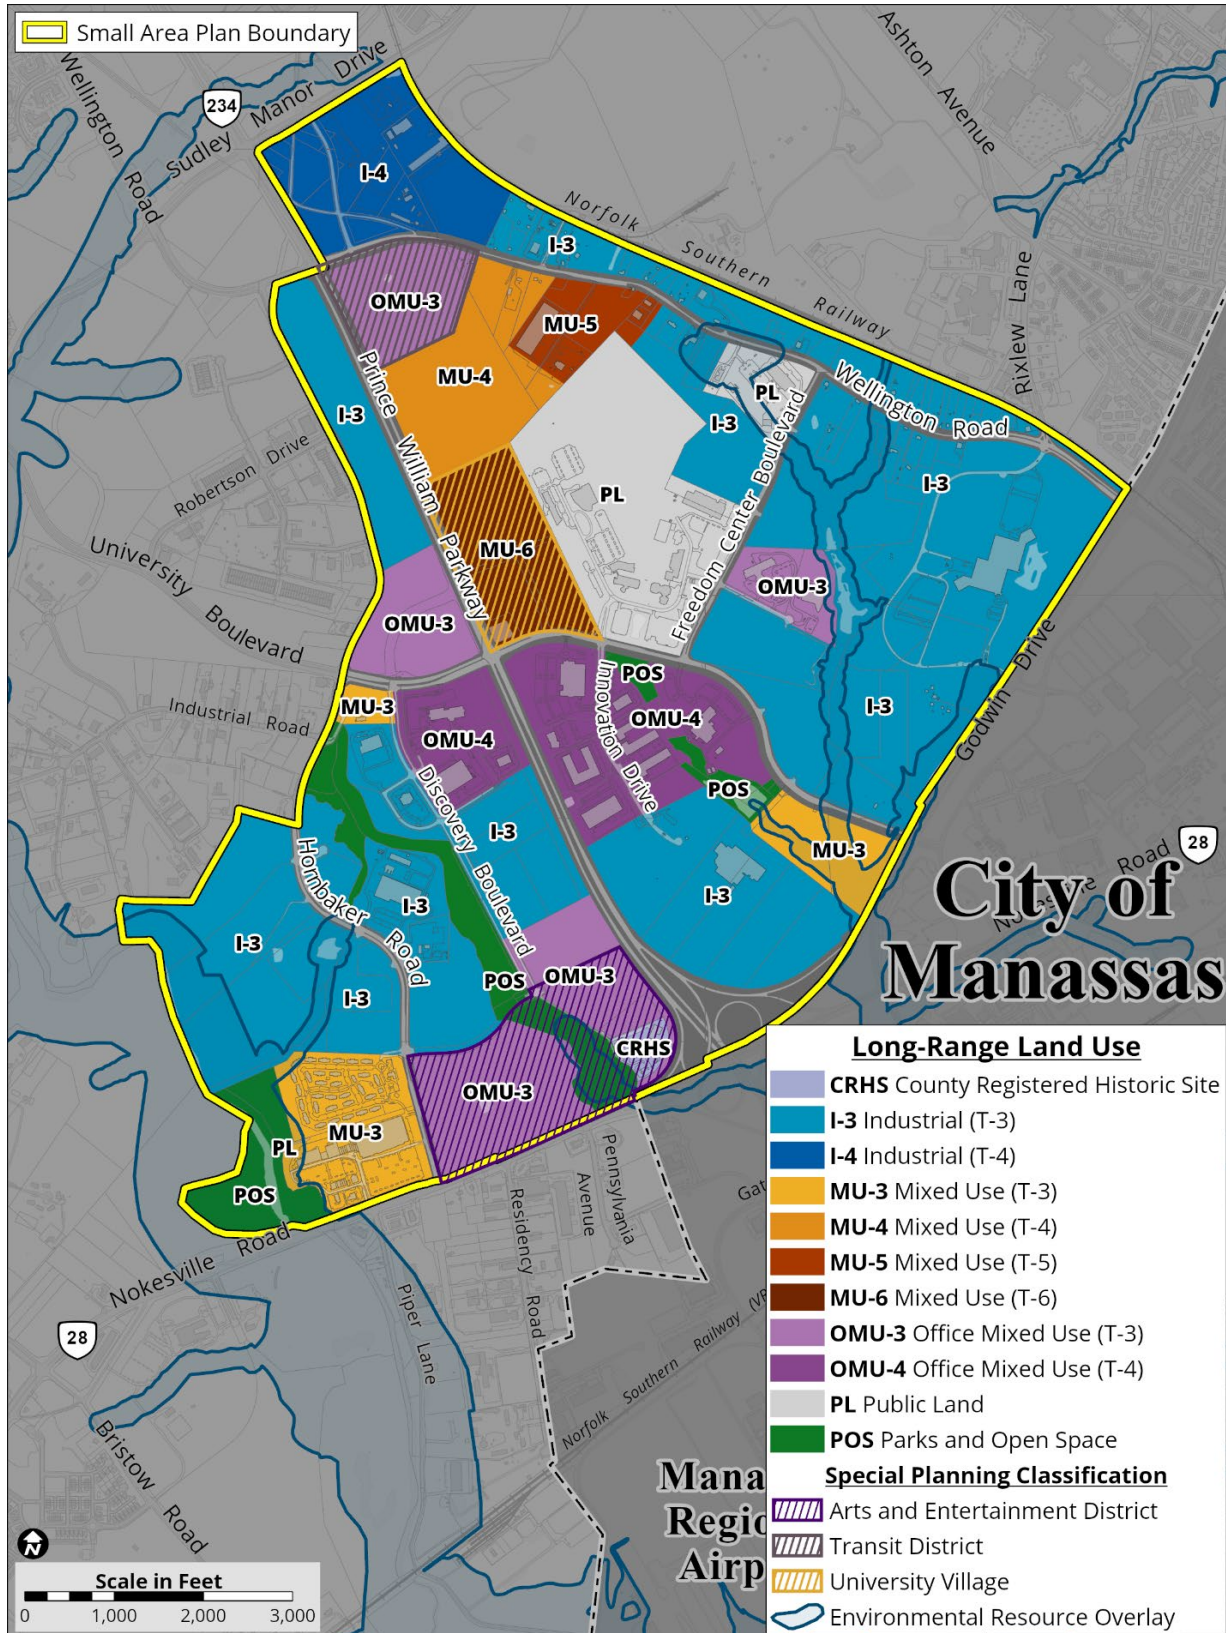 Small Area Plan Boundary
Wellington Road
234
Sudley Manor Drive
Ashton Avenue
I-4
Norfolk Southern Railway
I-3
Rixlew Lane
OMU-3
MU-5
Prince William Parkway
MU-4
PL
Wellington Road
I-3
I-3
Freedom Center Boulevard
Robertson Drive
I-3
PL
University Boulevard
MU-6
OMU-3
OMU-3
Godwin Drive
POS
Innovation Drive
MU-3
Industrial Road
OMU-4
I-3
OMU-4
Discovery Boulevard
POS
I-3
MU-3
28
Hornbaker Road
City of
Manassas
Nokesville Road
I-3
I-3
I-3
POS
OMU-3
I-3
CRHS
OMU-3
MU-3
PL
POS
Nokesville Road
Pennsylvania Avenue
Residency Road
Piper Lane
28
Norfolk Southern Railway
Bristow Road
Long-Range Land Use
CRHS County Registered Historic Site
I-3 Industrial (T-3)
I-4 Industrial (T-4)
MU-3 Mixed Use (T-3)
MU-4 Mixed Use (T-4)
MU-5 Mixed Use (T-5)
MU-6 Mixed Use (T-6)
OMU-3 Office Mixed Use (T-3)
OMU-4 Office Mixed Use (T-4)
PL Public Land
POS Parks and Open Space
Special Planning Classification
Arts and Entertainment District
Transit District
University Village
Environmental Resource Overlay
N
Scale in Feet
0 1,000 2,000 3,000